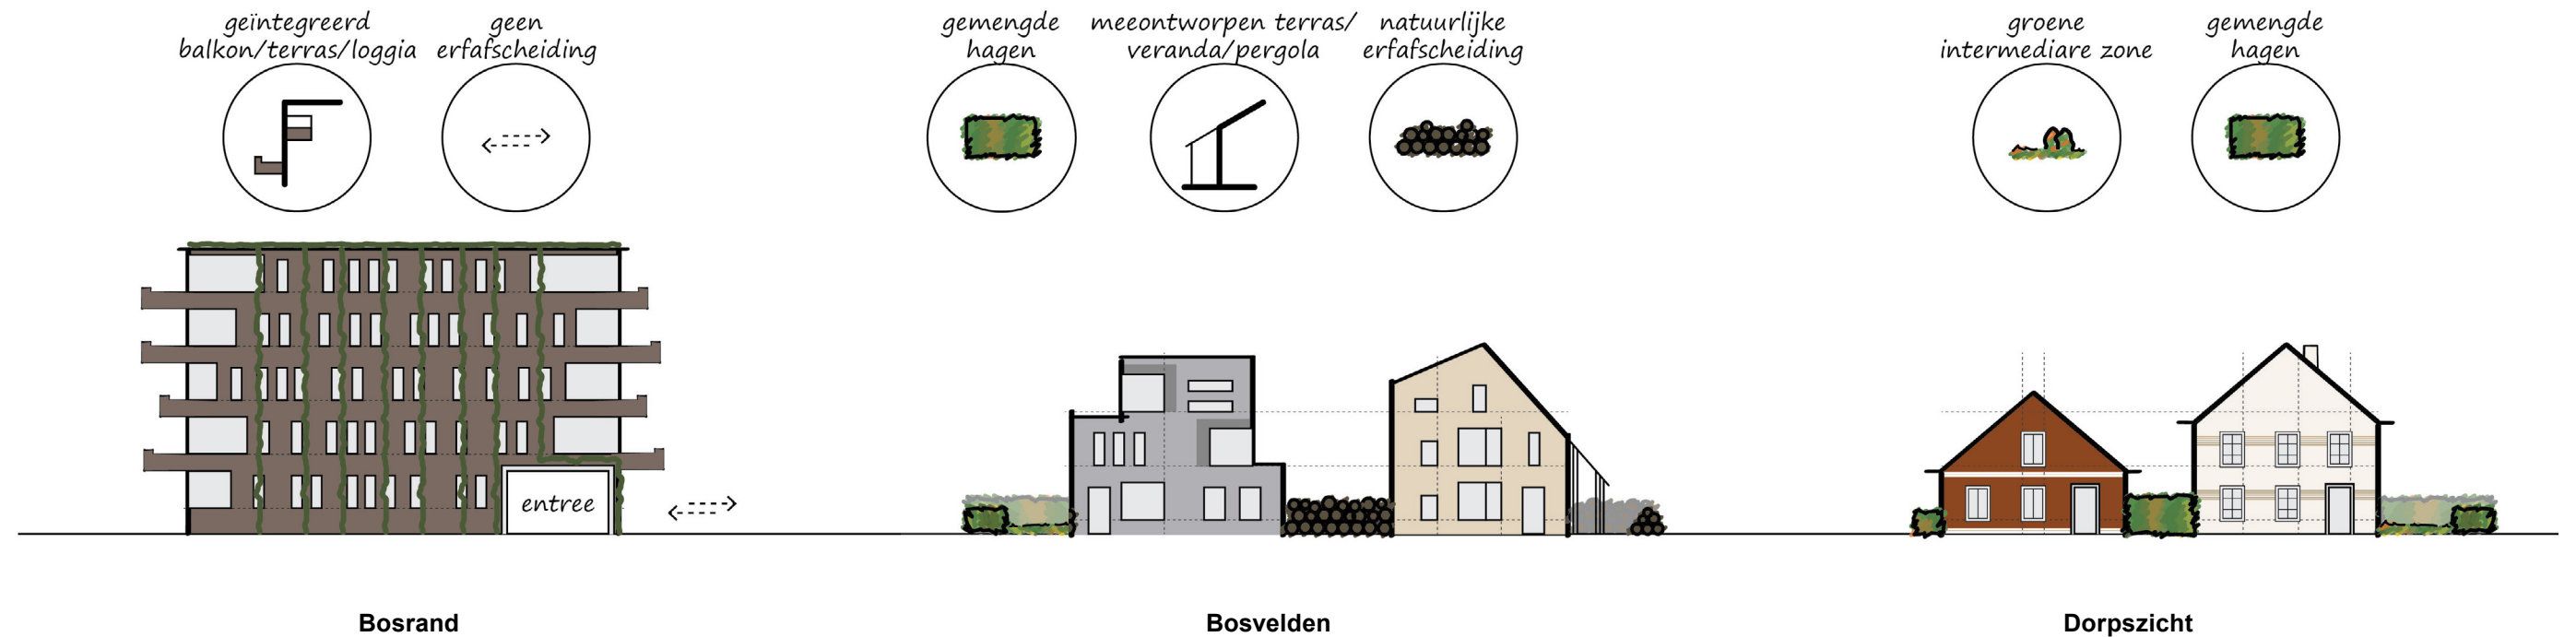 geïntegreerd
balkon/terras/loggia
geen
erfafscheiding
gemengde
hagen
meeontworpen terras/
veranda/pergola
natuurlijke
erfafscheiding
groene
intermediare zone
gemengde
hagen
entree
Bosrand
Bosvelden
Dorpszicht